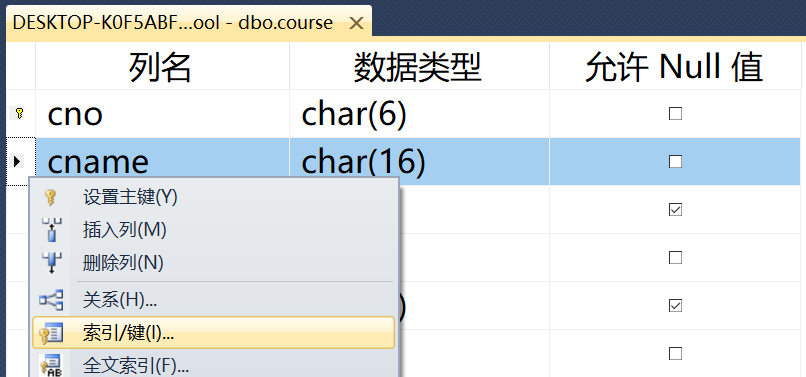 DESKTOP-K0F5ABF...ool - dbo.course
列名 数据类型 允许 Null 值
cno char(6)
cname char(16)
设置主键(Y)
插入列(M)
删除列(N)
关系(H)...
)
索引/键(I)...
全文索引(F)...